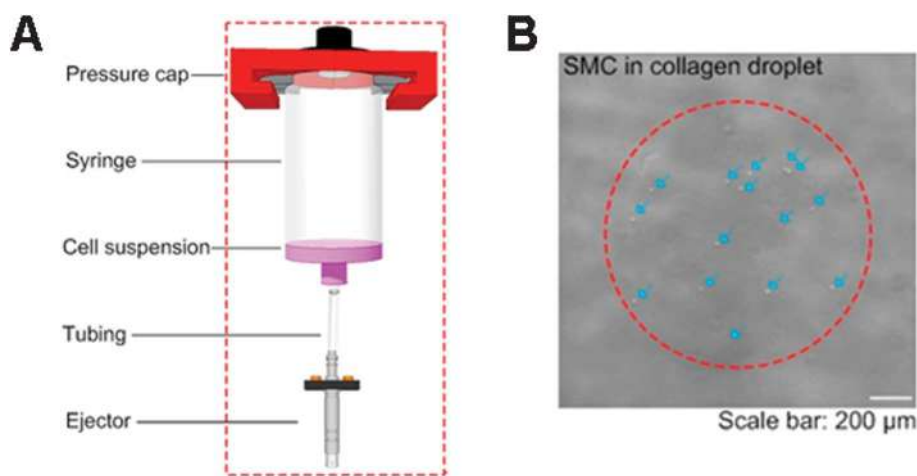 A
Pressure cap
Syringe
Cell suspension
Tubing
Ejector
B
SMC in collagen droplet
Scale bar: 200 µm